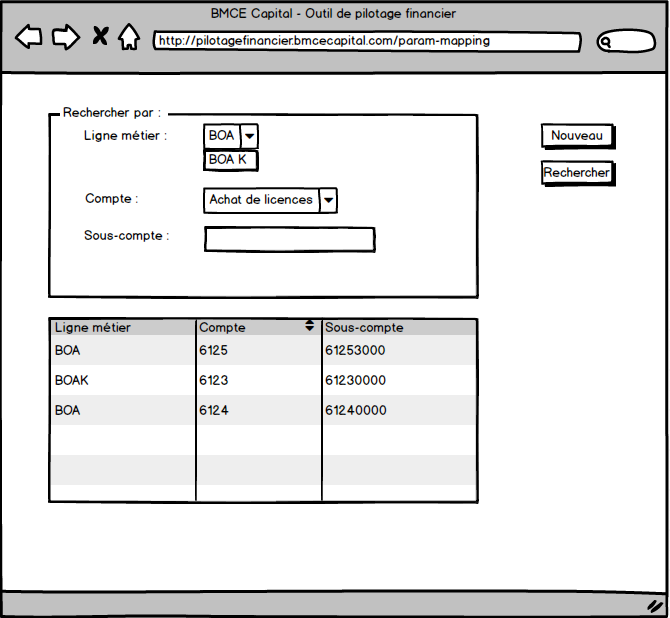 BMCE Capital - Outil de pilotage financier
http://pilotagefinancier.bmcecapital.com/param-mapping
Rechercher par :
Ligne métier :
BOA
BOA K
Nouveau
Rechercher
Compte :
Achat de licences
Sous-compte :
Ligne métier Compte Sous-compte
BOA 6125 61253000
BOAK 6123 61230000
BOA 6124 61240000